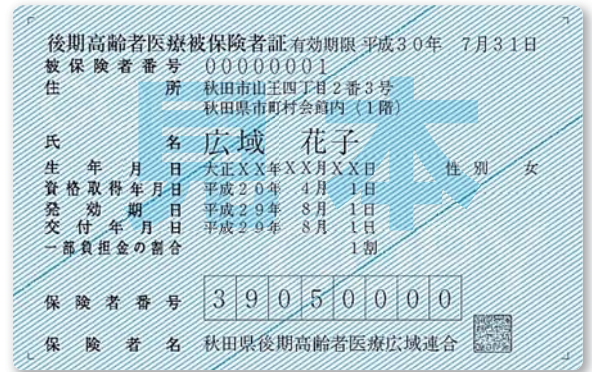 後期高齢者医療被保険者証 有効期限 平成30年 7月31日
被保険者番号 00000001
住所 秋田市山王四丁目2番3号
秋田県市町村会館内(1階)
氏名 広域 花子
生年月日 大正XX年XX月XX日 性別 女
資格取得年月日 平成20年 4月 1日
発効期日 平成29年 8月 1日
交付年月日 平成29年 8月 1日
一部負担金の割合 1割
見本
保険者番号 39050000
保険者名 秋田県後期高齢者医療広域連合